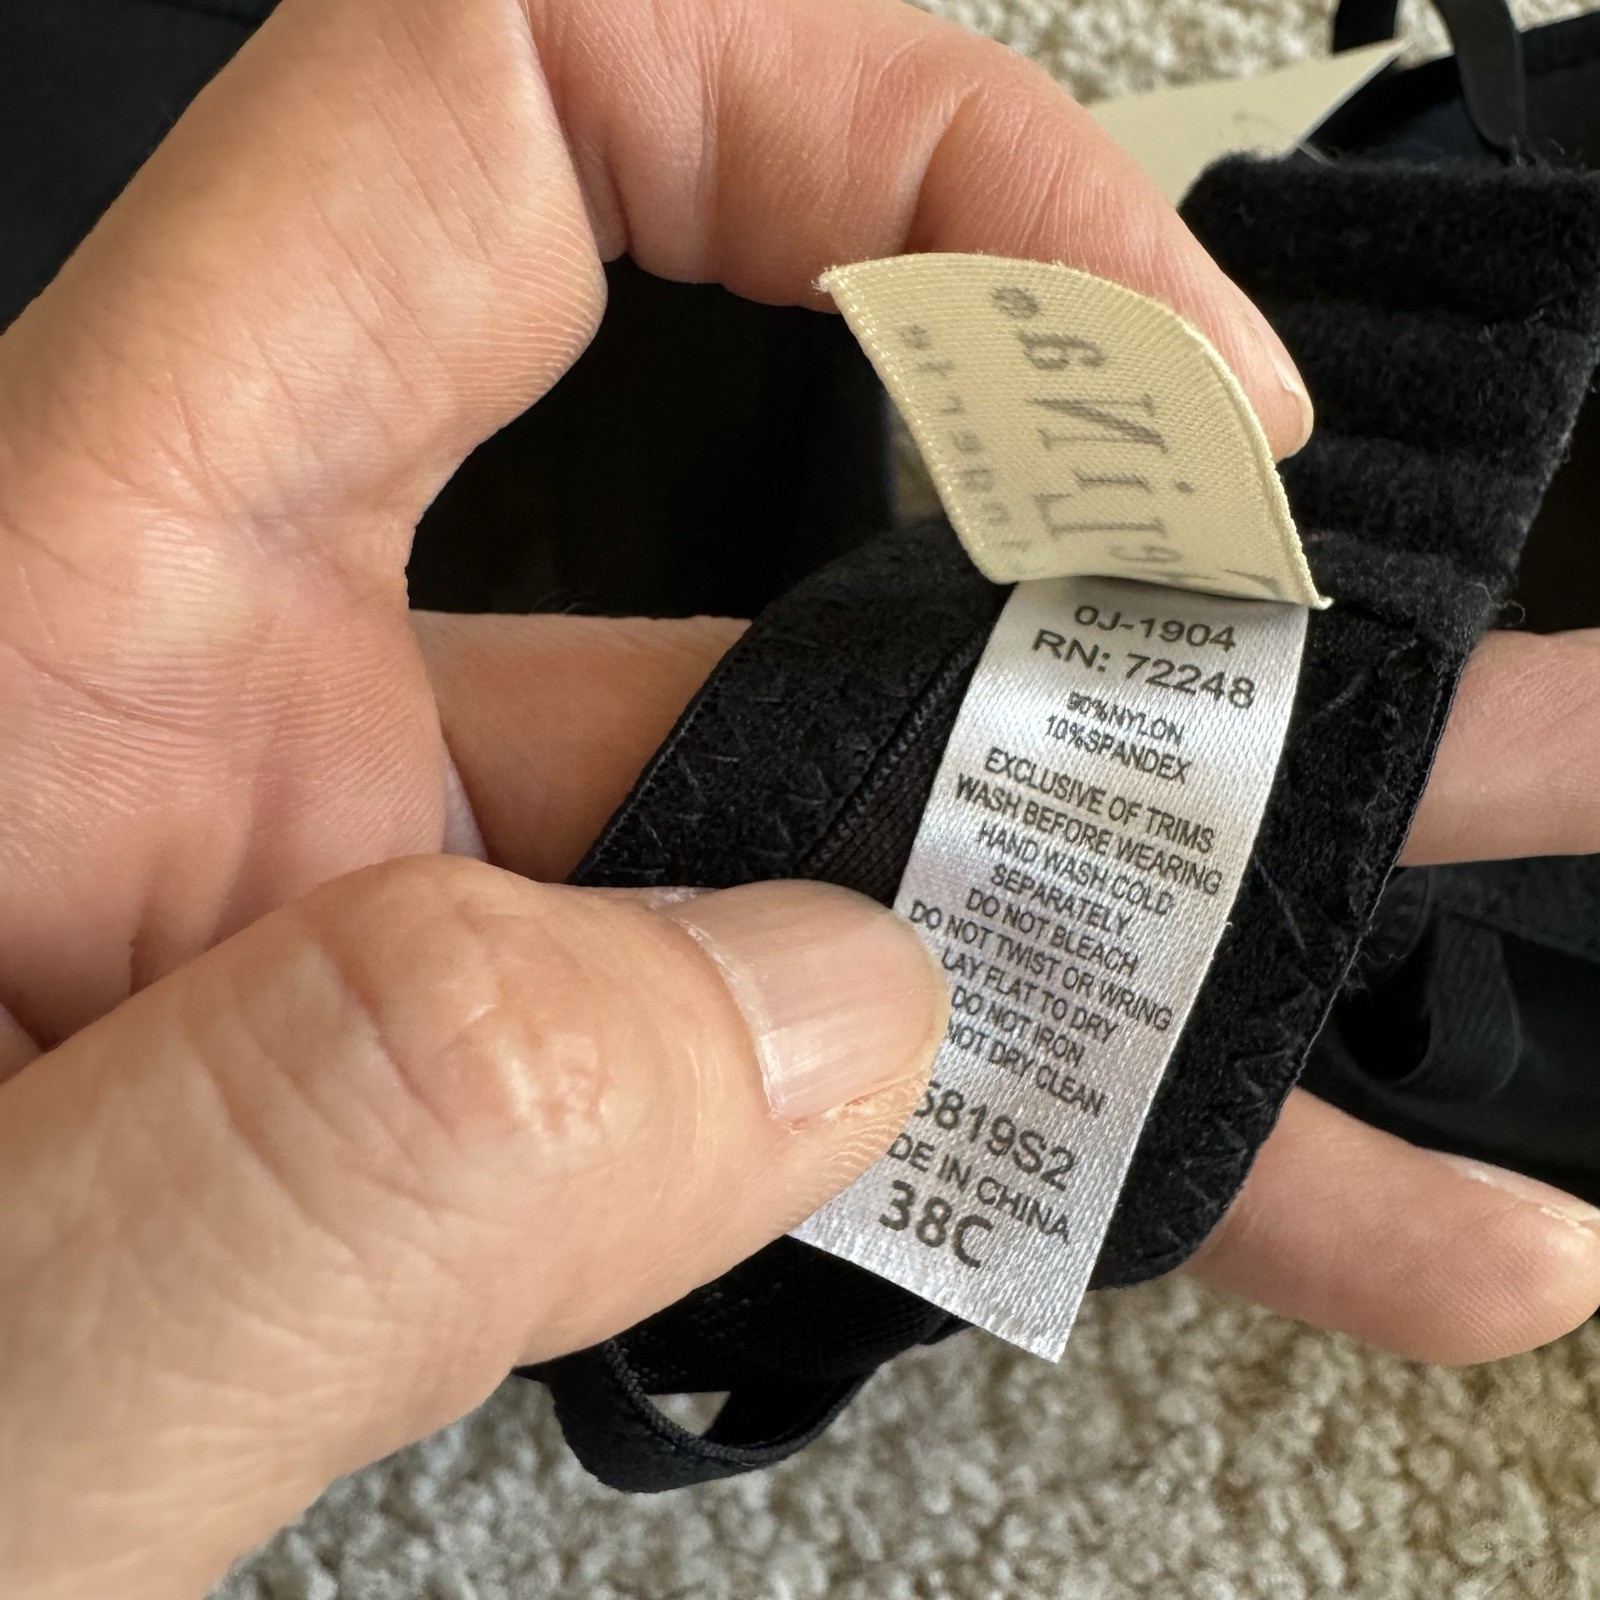 0J-1904
RN: 72248
90%NYLON
10%SPANDEX
EXCLUSIVE OF TRIMS
WASH BEFORE WEARING
HAND WASH COLD
SEPARATELY
DO NOT BLEACH
DO NOT TWIST OR WRING
LAY FLAT TO DRY
DO NOT IRON
NOT DRY CLEAN
5819S2
DE IN CHINA
38C